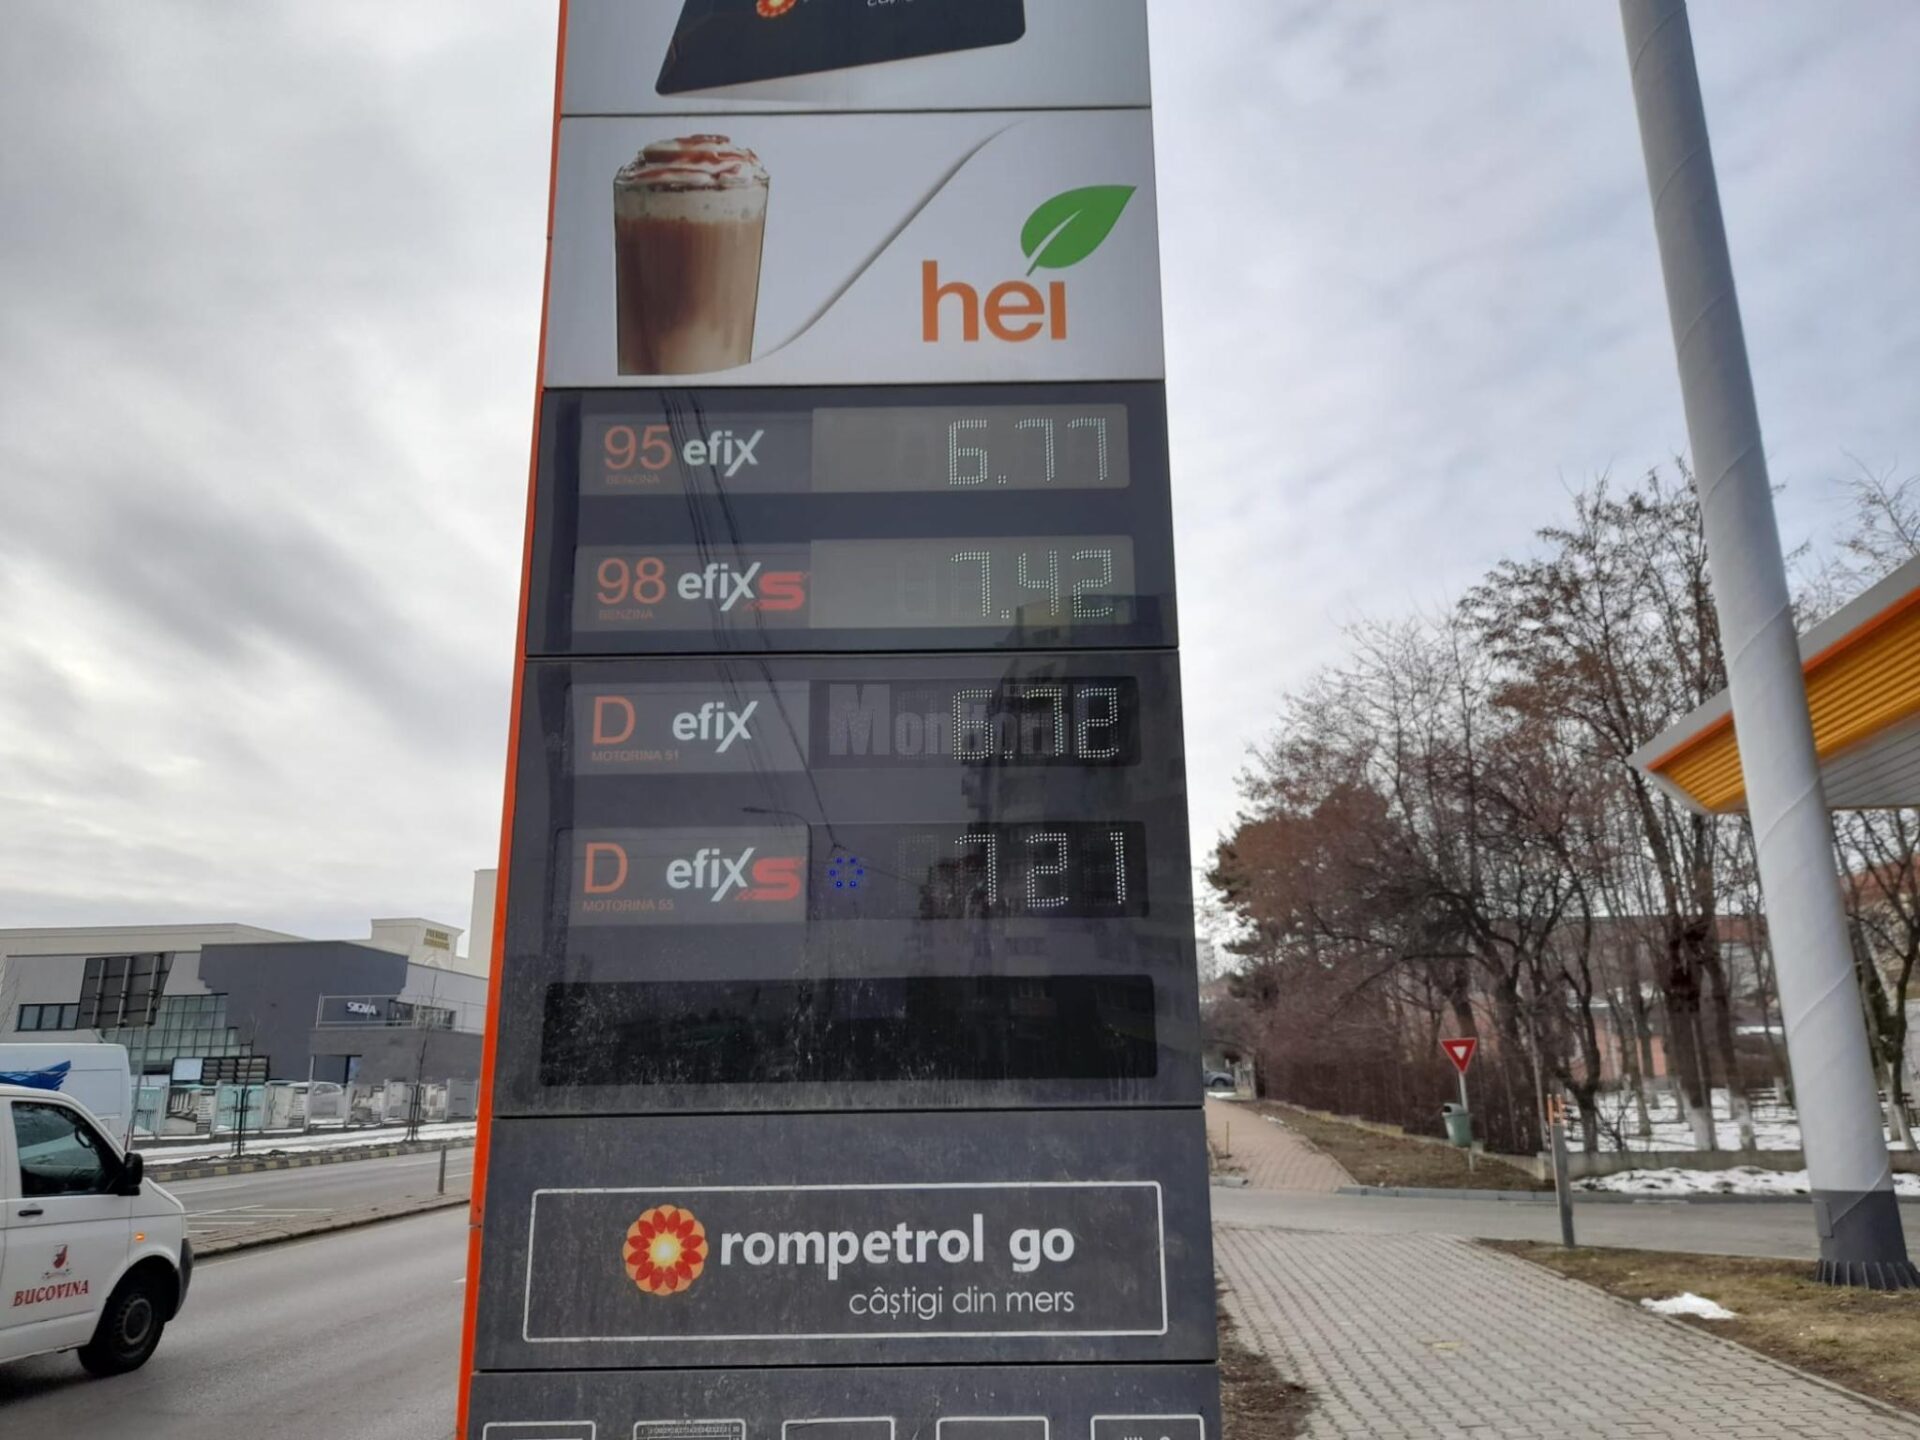 hei
95 efix 6.77
BENZINA
98 efix S 7.42
BENZINA
D efix 6.72
MOTORINA 51
Monitorul
D efix S 7.21
MOTORINA 55
rompetrol go
câștigi din mers
BUCOVINA